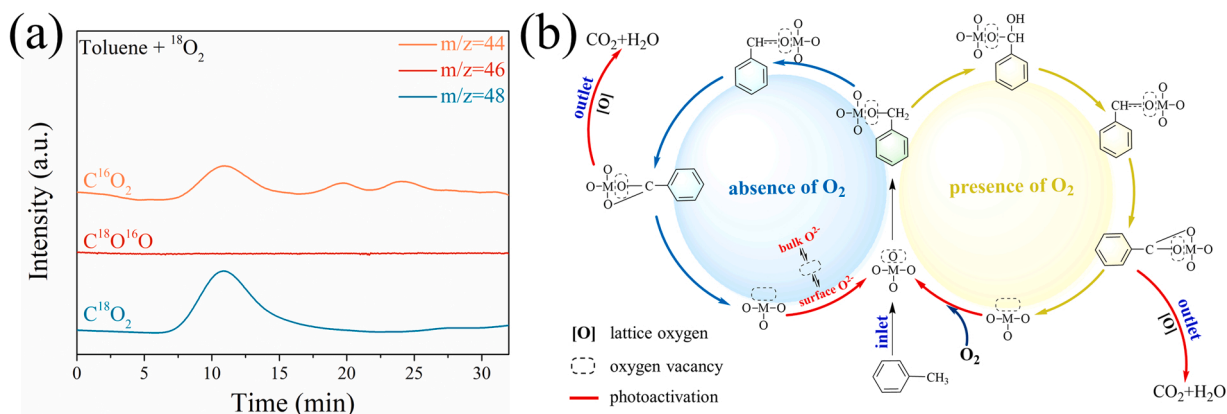 (a)
Toluene + ¹⁸O₂
m/z=44
m/z=46
m/z=48
C¹⁶O₂
C¹⁸O¹⁶O
C¹⁸O₂
Intensity (a.u.)
0 5 10 15 20 25 30
Time (min)
(b)
CO₂+H₂O
outlet
[O]
CH---O M O
O
O
O
O M O CH₂
O
absence of O₂
O M O C
O
O
bulk O²⁻
surface O²⁻
O-M-O
O
O
O-M-O
O
inlet
CH₃
OH
O M O CH
O
O
CH---O M O
O
O
presence of O₂
C O M O
O
O
O-M-O
O
O₂
outlet
[O]
CO₂+H₂O
[O] lattice oxygen
oxygen vacancy
photoactivation